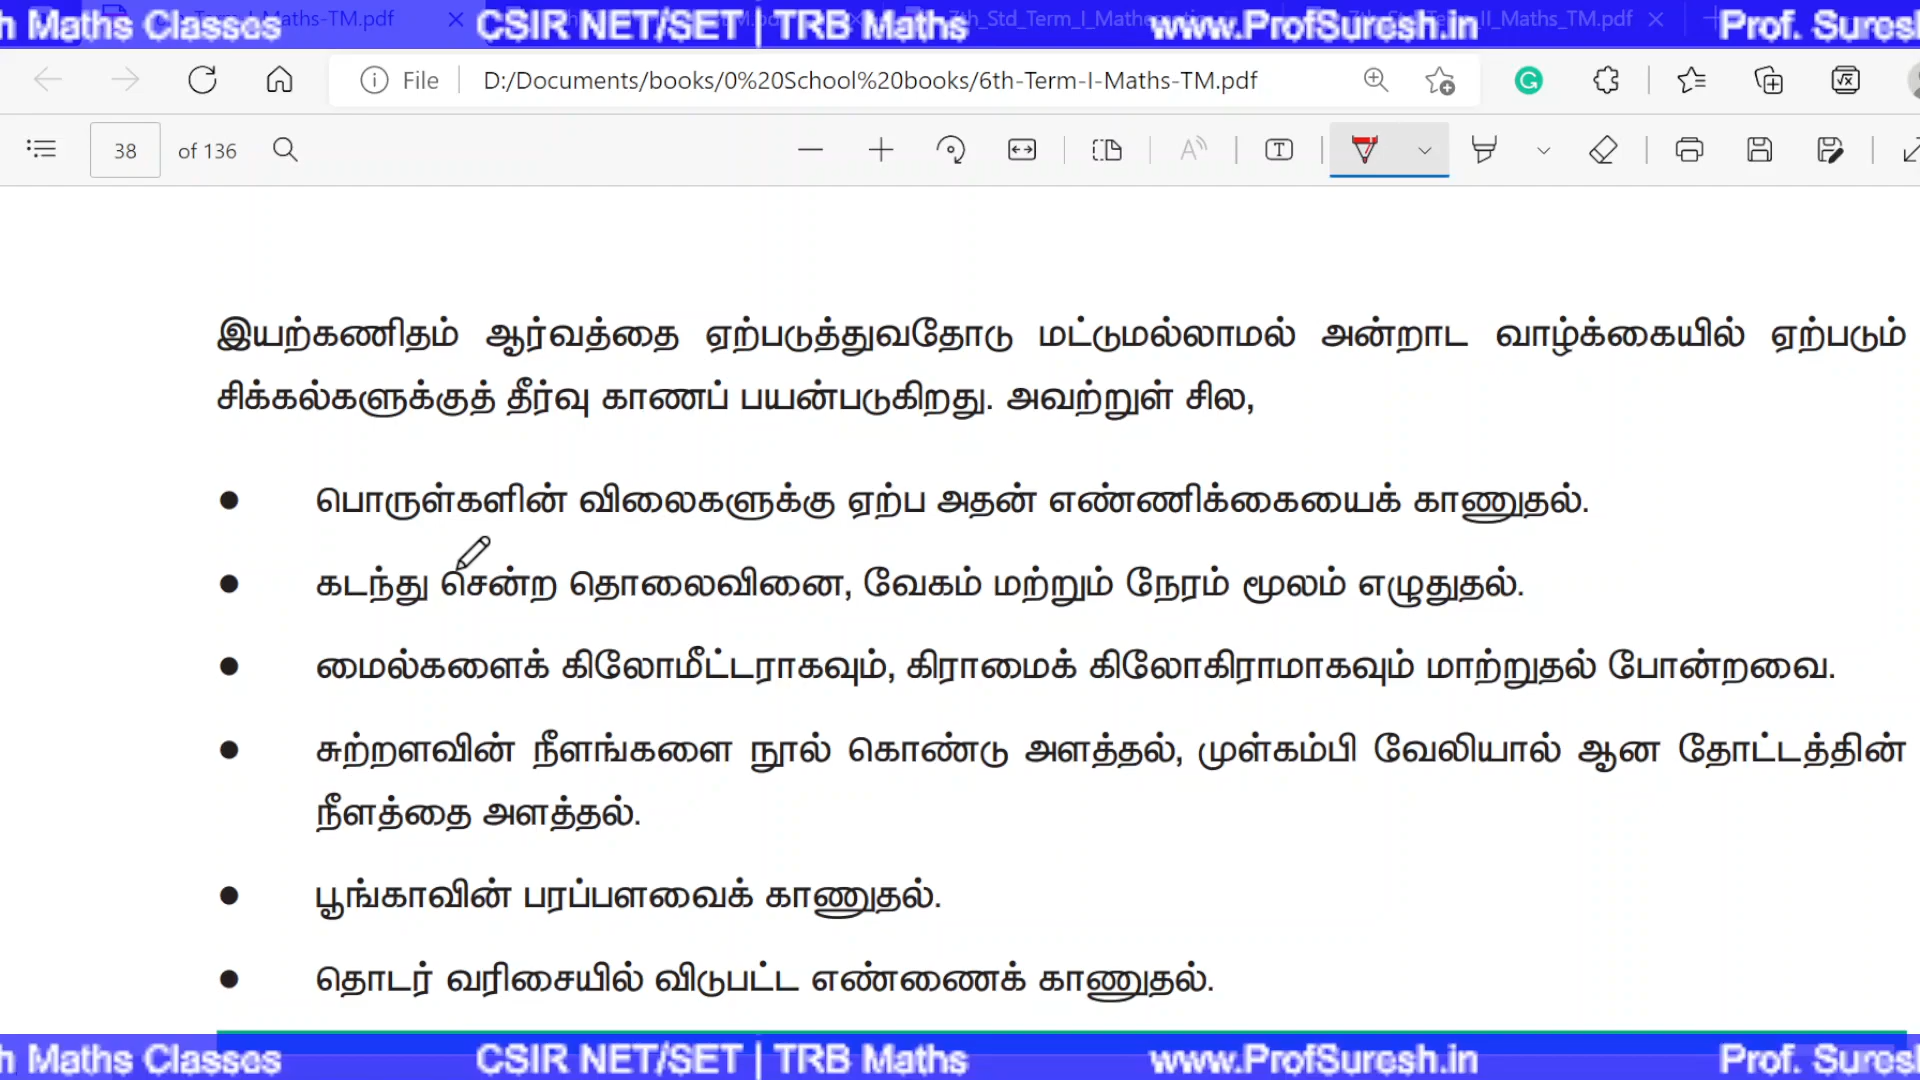 h Maths Classes CSIR NET/SET | TRB Maths www.ProfSuresh.in Prof. Suresh
File D:/Documents/books/0%20School%20books/6th-Term-I-Maths-TM.pdf
38 of 136
இயற்கணிதம் ஆர்வத்தை ஏற்படுத்துவதோடு மட்டுமல்லாமல் அன்றாட வாழ்க்கையில் ஏற்படும்
சிக்கல்களுக்குத் தீர்வு காணப் பயன்படுகிறது. அவற்றுள் சில,
● பொருள்களின் விலைகளுக்கு ஏற்ப அதன் எண்ணிக்கையைக் காணுதல்.
● கடந்து சென்ற தொலைவினை, வேகம் மற்றும் நேரம் மூலம் எழுதுதல்.
● மைல்களைக் கிலோமீட்டராகவும், கிராமைக் கிலோகிராமாகவும் மாற்றுதல் போன்றவை.
● சுற்றளவின் நீளங்களை நூல் கொண்டு அளத்தல், முள்கம்பி வேலியால் ஆன தோட்டத்தின்
நீளத்தை அளத்தல்.
● பூங்காவின் பரப்பளவைக் காணுதல்.
● தொடர் வரிசையில் விடுபட்ட எண்ணைக் காணுதல்.
h Maths Classes CSIR NET/SET | TRB Maths www.ProfSuresh.in Prof. Sures